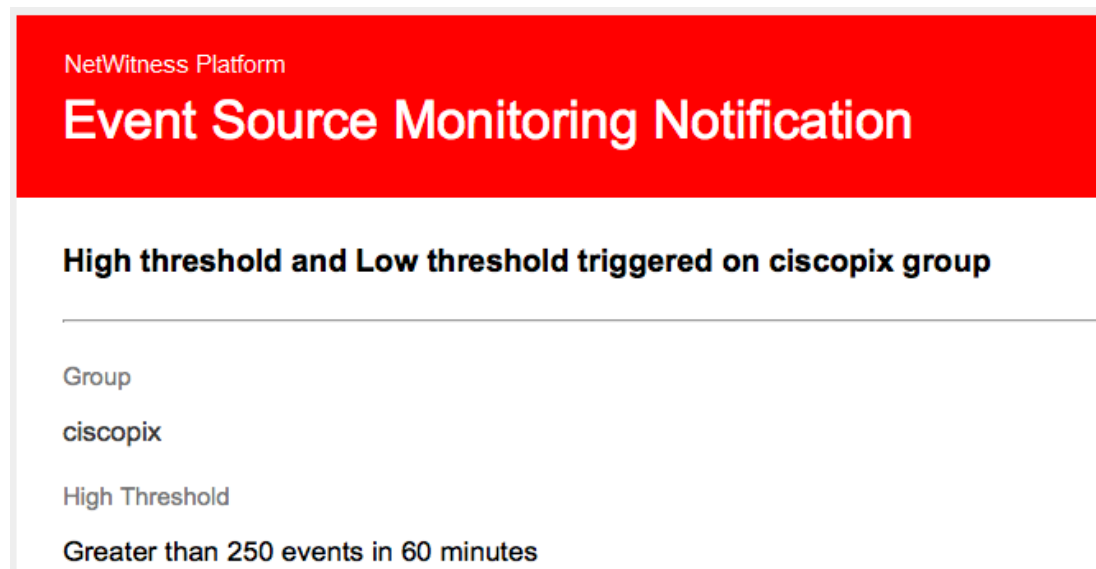 NetWitness Platform
Event Source Monitoring Notification
High threshold and Low threshold triggered on ciscopix group
Group
ciscopix
High Threshold
Greater than 250 events in 60 minutes